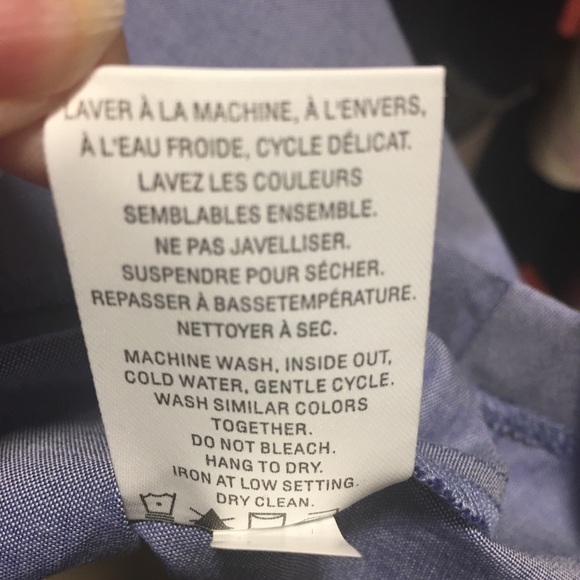 LAVER À LA MACHINE, À L'ENVERS,
À L'EAU FROIDE, CYCLE DÉLICAT.
LAVEZ LES COULEURS
SEMBLABLES ENSEMBLE.
NE PAS JAVELLISER.
SUSPENDRE POUR SÉCHER.
REPASSER À BASSETEMPÉRATURE.
NETTOYER À SEC.
MACHINE WASH, INSIDE OUT,
COLD WATER, GENTLE CYCLE.
WASH SIMILAR COLORS
TOGETHER.
DO NOT BLEACH.
HANG TO DRY.
IRON AT LOW SETTING.
DRY CLEAN.